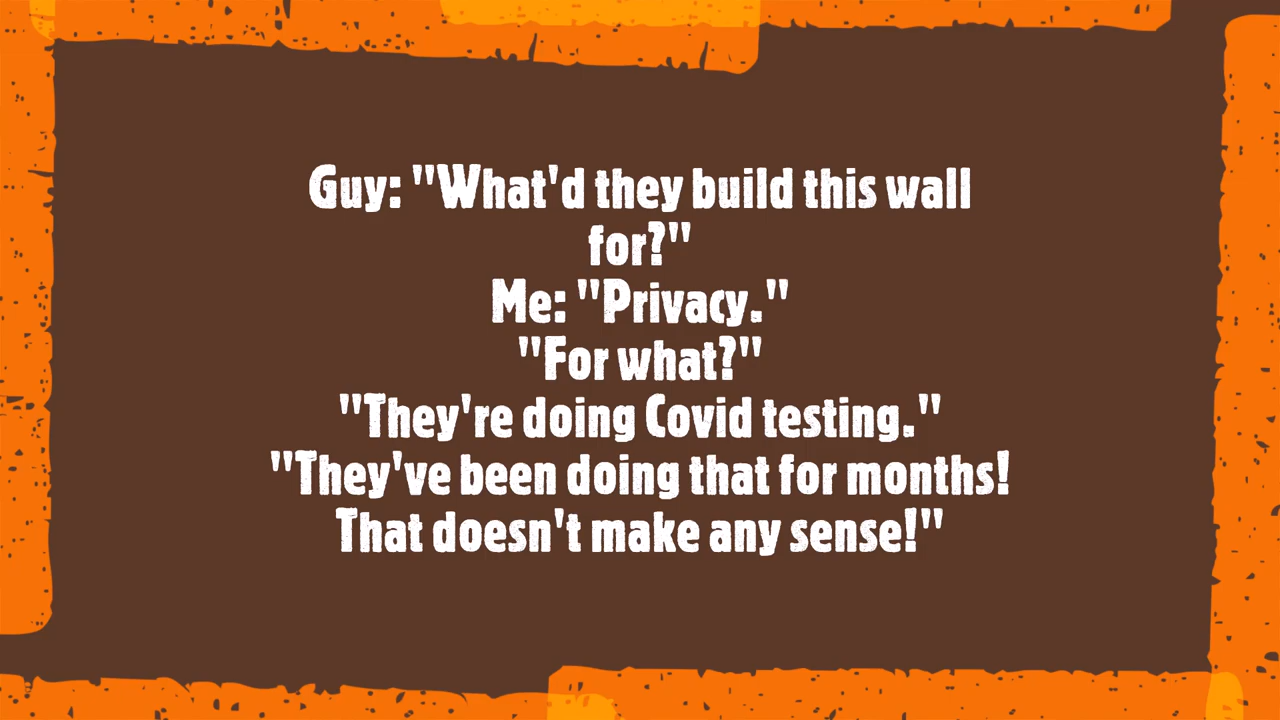 Guy: "What'd they build this wall
for?"
Me: "Privacy."
"For what?"
"They're doing Covid testing."
"They've been doing that for months!
That doesn't make any sense!"